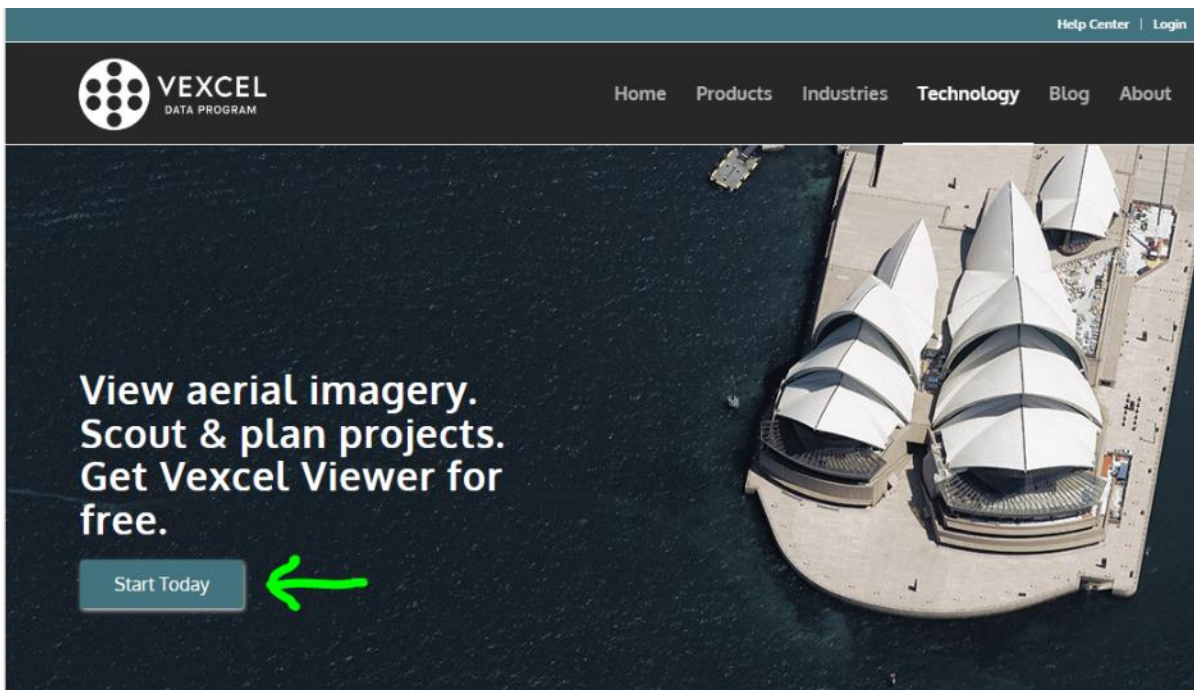 Help Center | Login
VEXCEL
DATA PROGRAM
Home Products Industries Technology Blog About
View aerial imagery.
Scout & plan projects.
Get Vexcel Viewer for
free.
Start Today